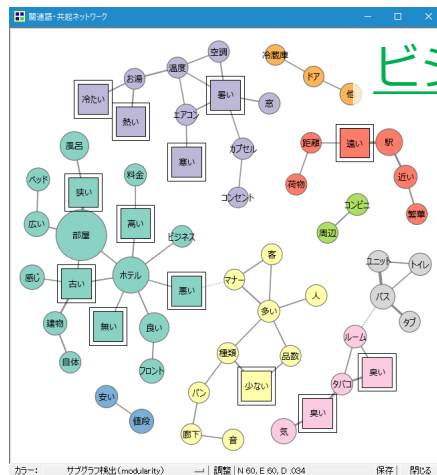 関連語・共起ネットワーク
冷蔵庫
ドア
他
ビジ
空調
温度
お湯
冷たい
熱い
暑い
窓
エアコン
寒い
カプセル
コンセント
距離
遠い
駅
荷物
近い
繁華
コンビニ
周辺
風呂
ベッド
狭い
料金
広い
部屋
高い
ビジネス
感じ
古い
ホテル
悪い
マナー
客
多い
人
建物
無い
良い
自体
フロント
種類
品数
パン
少ない
廊下
音
安い
値段
ユニット
トイレ
バス
タブ
ルーム
臭い
タバコ
臭い
気
カラー: サブグラフ検出(modularity) 調整 N 60, E 60, D .034 保存 閉じる